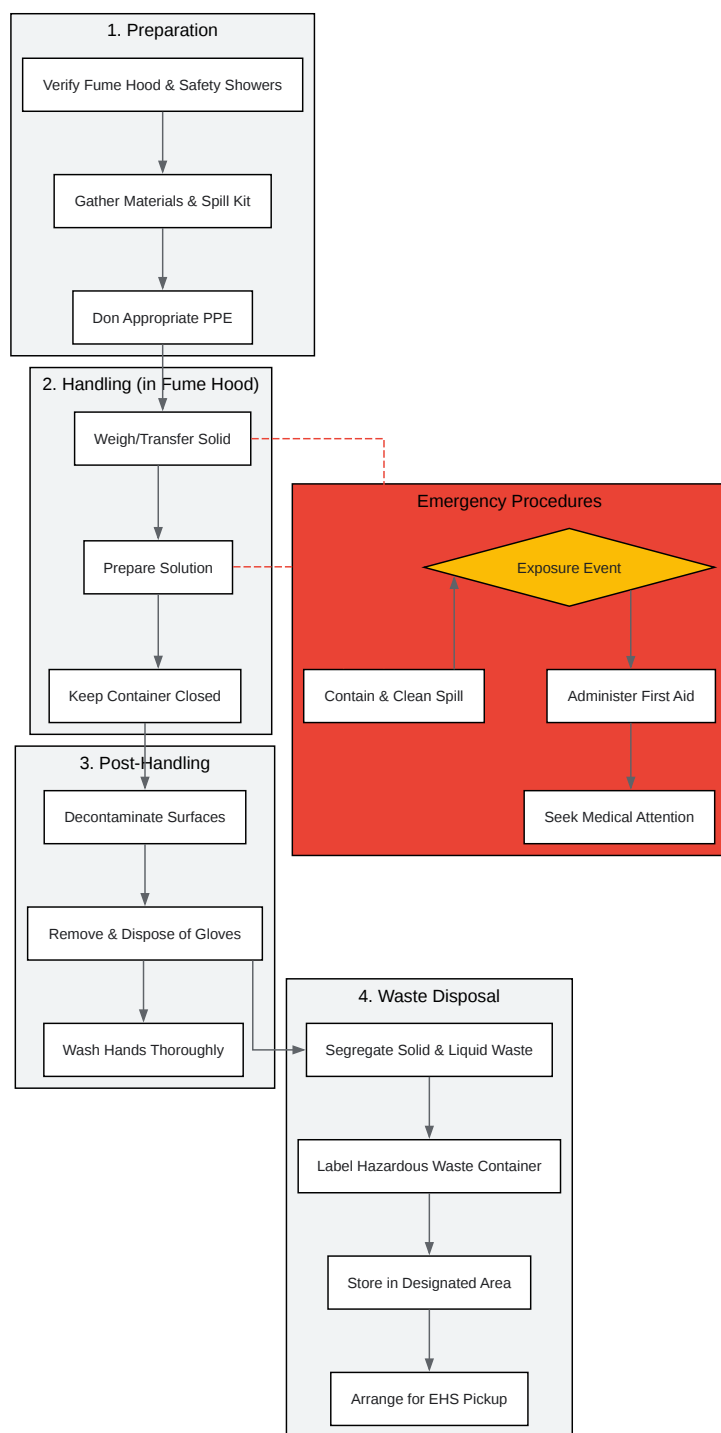 1. Preparation
Verify Fume Hood & Safety Showers
Gather Materials & Spill Kit
Don Appropriate PPE
2. Handling (in Fume Hood)
Weigh/Transfer Solid
Prepare Solution
Keep Container Closed
Emergency Procedures
Exposure Event
Contain & Clean Spill
Administer First Aid
Seek Medical Attention
3. Post-Handling
Decontaminate Surfaces
Remove & Dispose of Gloves
Wash Hands Thoroughly
4. Waste Disposal
Segregate Solid & Liquid Waste
Label Hazardous Waste Container
Store in Designated Area
Arrange for EHS Pickup